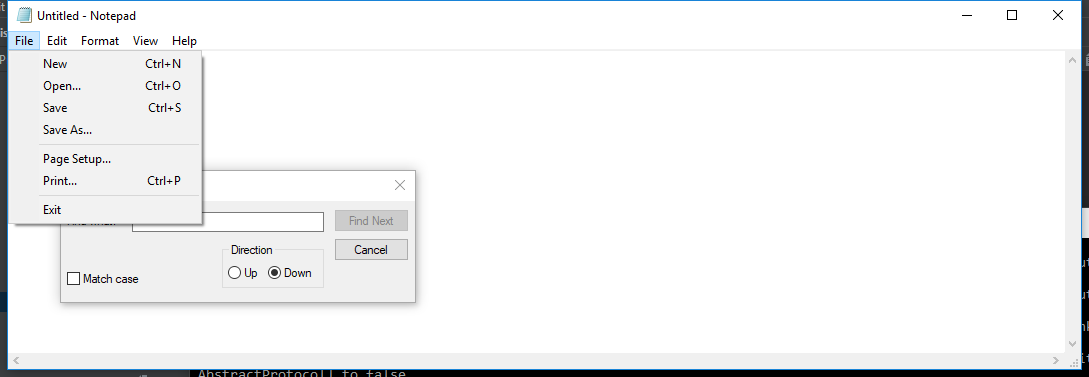 Untitled - Notepad
File Edit Format View Help
New Ctrl+N
Open... Ctrl+O
Save Ctrl+S
Save As...
Page Setup...
Print... Ctrl+P
Exit
Find Next
Cancel
Direction
Up Down
Match case
AbstractProtocol] to false